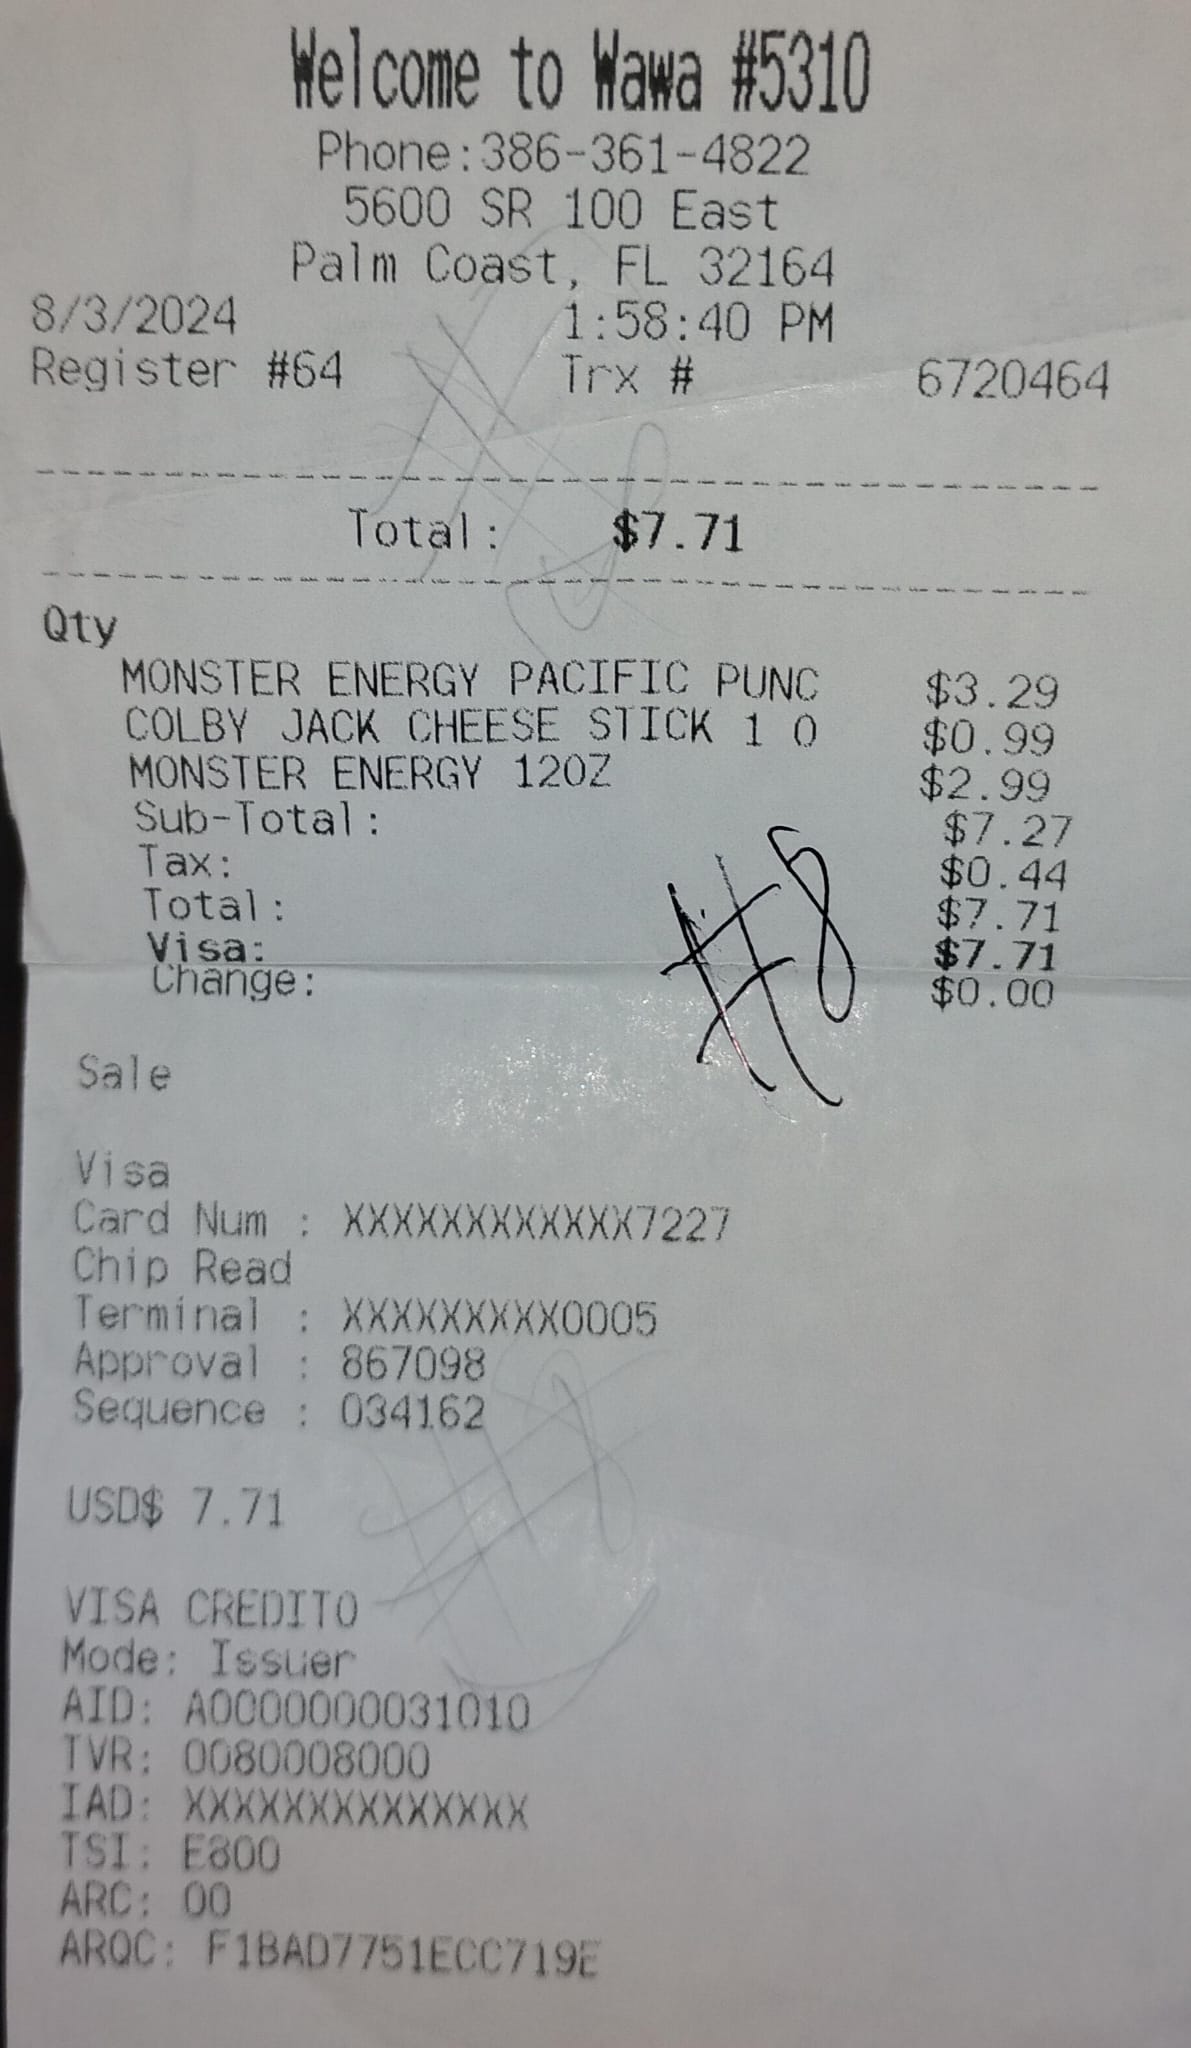 Welcome to Wawa #5310
Phone:386-361-4822
5600 SR 100 East
Palm Coast, FL 32164
8/3/2024 1:58:40 PM
Register #64 Trx # 6720464
Total: $7.71
Qty
MONSTER ENERGY PACIFIC PUNC $3.29
COLBY JACK CHEESE STICK 1 O $0.99
MONSTER ENERGY 12OZ $2.99
Sub-Total: $7.27
Tax: $0.44
Total: $7.71
Visa: $7.71
Change: $0.00
#8
Sale
Visa
Card Num : XXXXXXXXXXXX7227
Chip Read
Terminal : XXXXXXXXX0005
Approval : 867098
Sequence : 034162
USD$ 7.71
VISA CREDITO
Mode: Issuer
AID: A0000000031010
TVR: 0080008000
IAD: XXXXXXXXXXXXXX
TSI: E800
ARC: 00
ARQC: F1BAD7751ECC719E